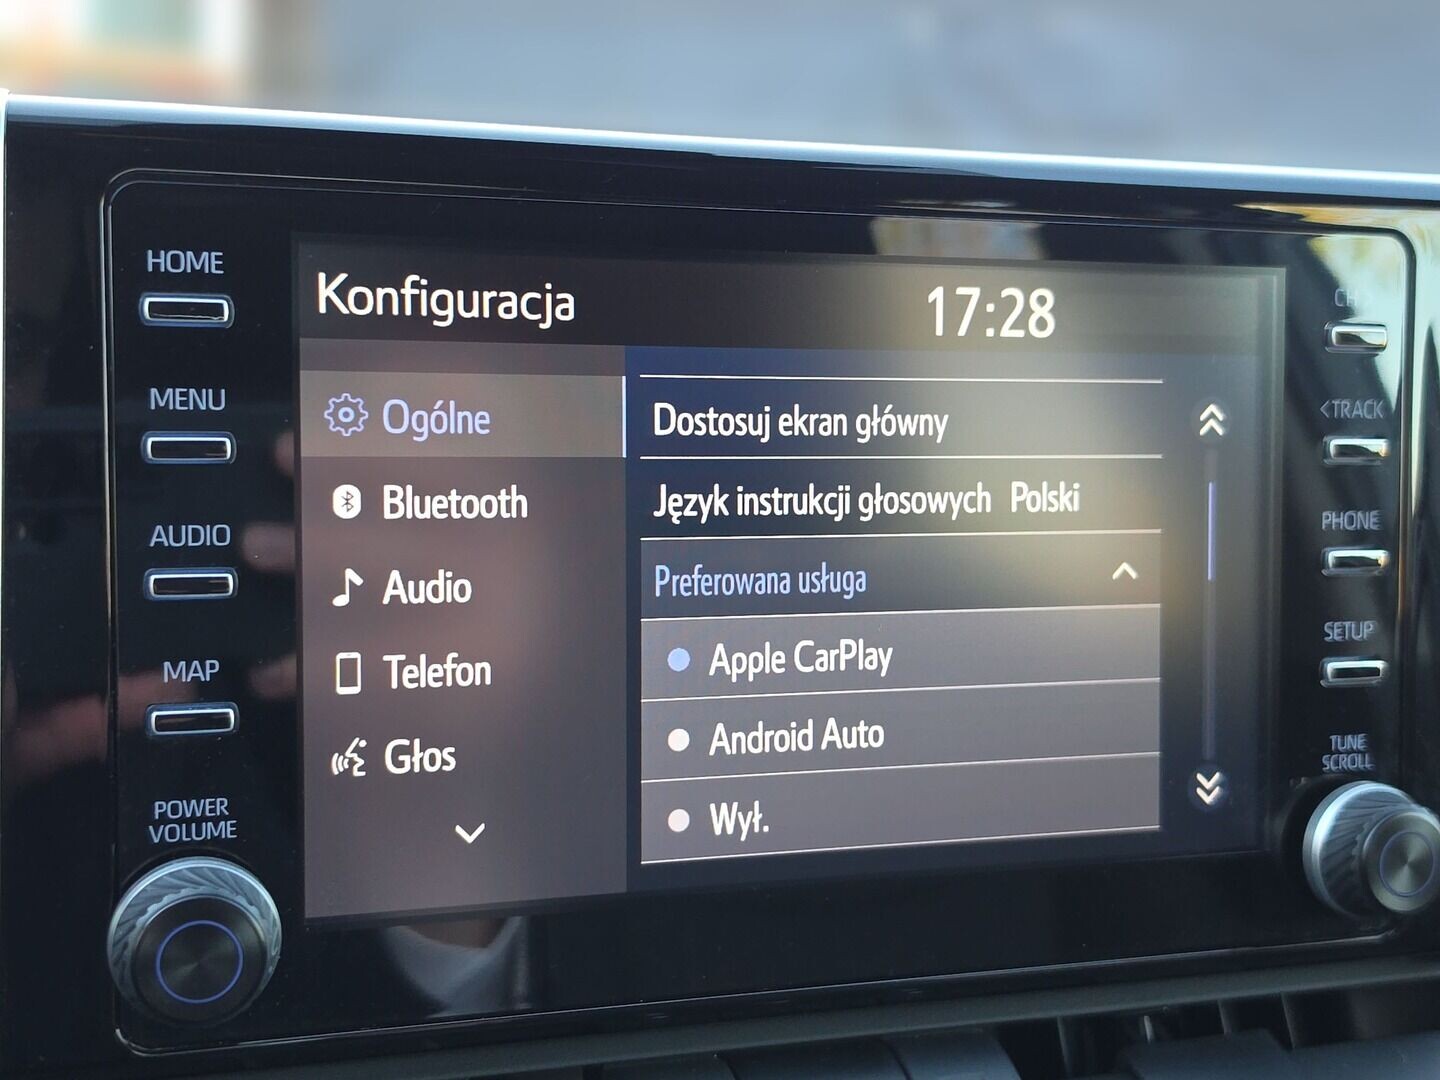 HOME
MENU
AUDIO
MAP
POWER
VOLUME
Konfiguracja 17:28
Ogólne
Bluetooth
Audio
Telefon
Głos
Dostosuj ekran główny
Język instrukcji głosowych Polski
Preferowana usługa
Apple CarPlay
Android Auto
Wył.
<TRACK
PHONE
SETUP
TUNE
SCROLL